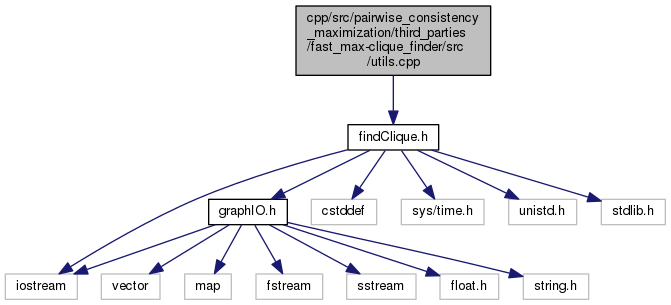 cpp/src/pairwise_consistency
_maximization/third_parties
/fast_max-clique_finder/src
/utils.cpp
findClique.h
graphIO.h
cstddef
sys/time.h
unistd.h
stdlib.h
iostream
vector
map
fstream
sstream
float.h
string.h